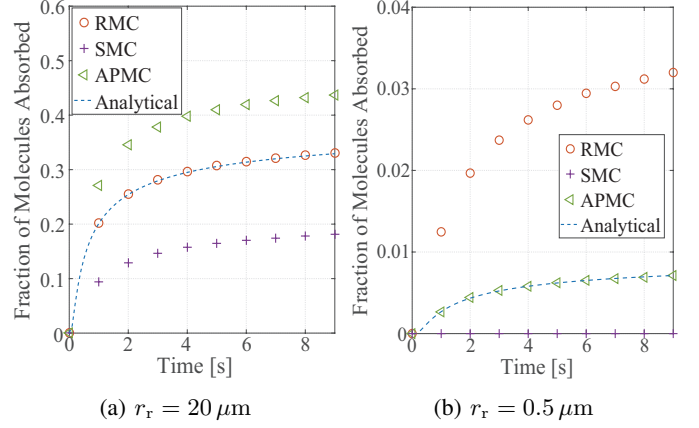 0.6
0.5
0.4
0.3
0.2
0.1
0
0 2 4 6 8
Fraction of Molecules Absorbed
Time [s]
RMC
SMC
APMC
Analytical
(a) r_r = 20 μm
0.04
0.03
0.02
0.01
0
0 2 4 6 8
Fraction of Molecules Absorbed
Time [s]
RMC
SMC
APMC
Analytical
(b) r_r = 0.5 μm